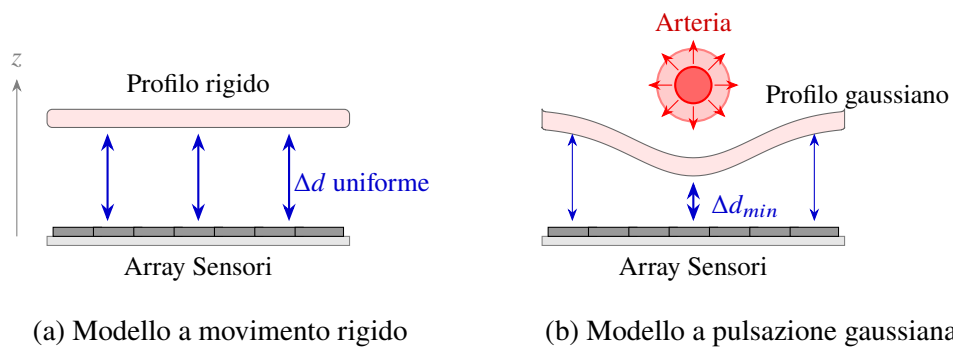 z
Profilo rigido
Δd uniforme
Array Sensori
(a) Modello a movimento rigido
Arteria
Profilo gaussiano
Δd_min
Array Sensori
(b) Modello a pulsazione gaussiana